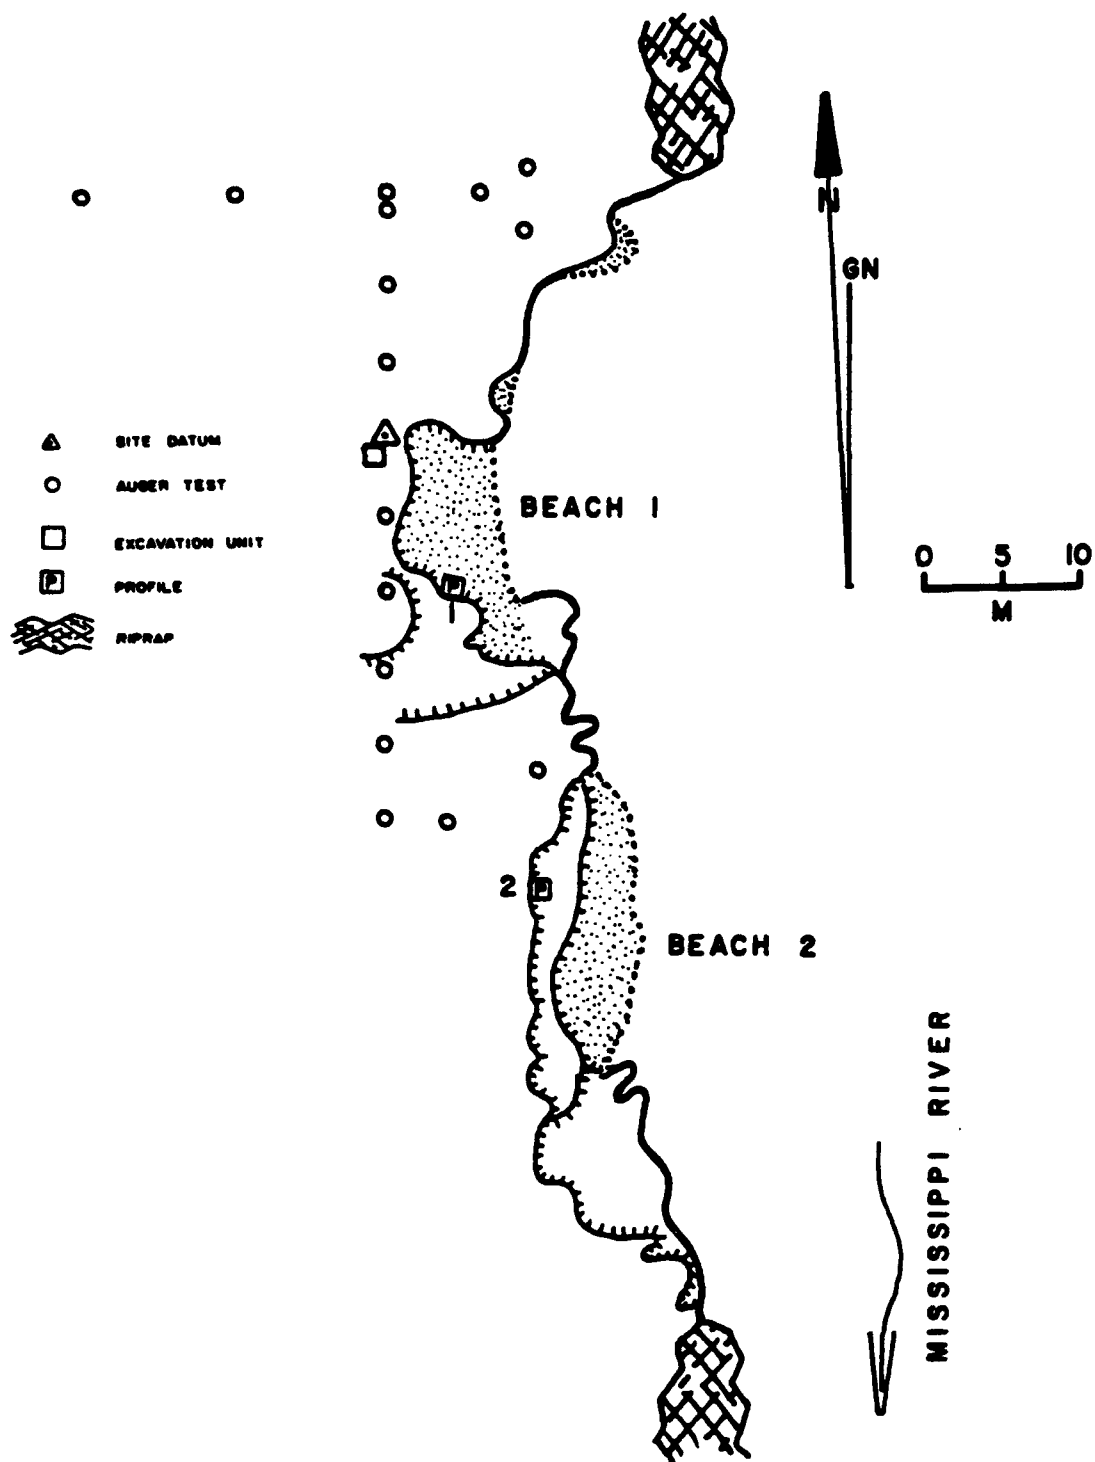 N
GN
SITE DATUM
AUGER TEST
EXCAVATION UNIT
P PROFILE
RIPRAP
BEACH 1
0 5 10
M
P
1
2 P
BEACH 2
MISSISSIPPI RIVER